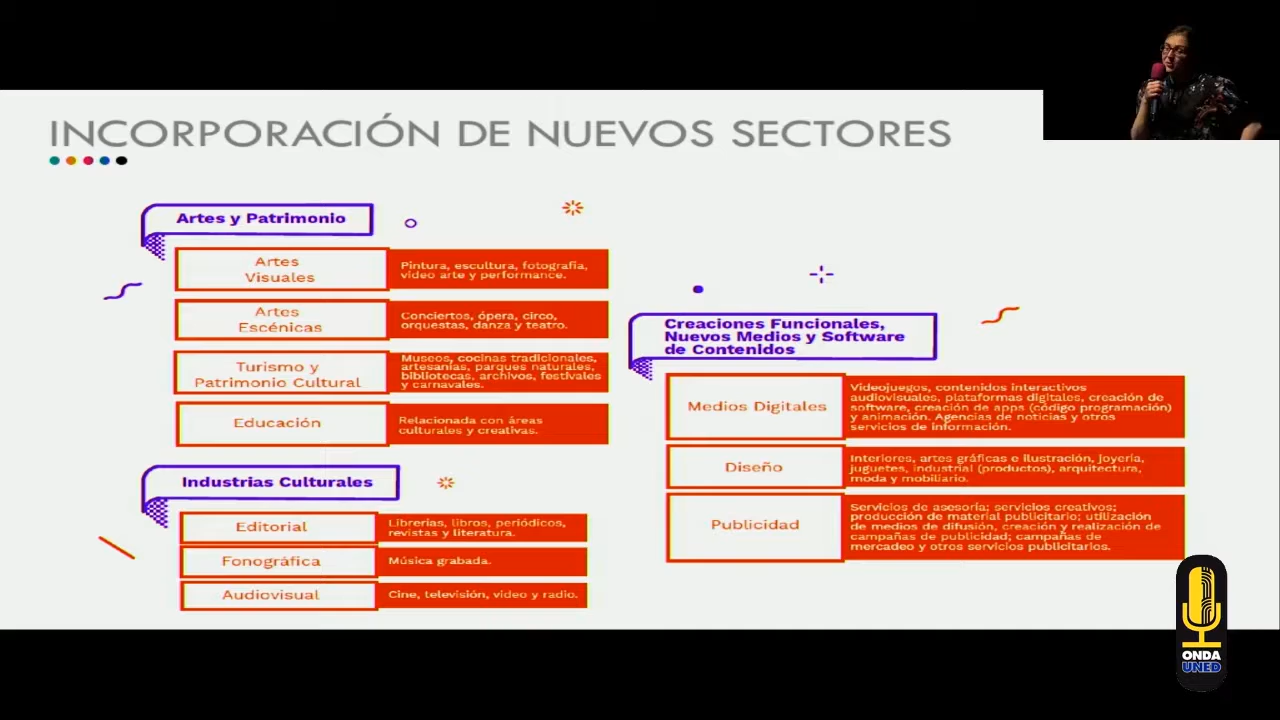 INCORPORACIÓN DE NUEVOS SECTORES
Artes y Patrimonio
Artes
Visuales
Pintura, escultura, fotografía,
video arte y performance.
Artes
Escénicas
Conciertos, ópera, circo,
orquestas, danza y teatro.
Turismo y
Patrimonio Cultural
Museos, cocinas tradicionales,
artesanías, parques naturales,
bibliotecas, archivos, festivales
y carnavales.
Educación
Relacionada con áreas
culturales y creativas.
Industrias Culturales
Editorial
Librerías, libros, periódicos,
revistas y literatura.
Fonográfica
Música grabada.
Audiovisual
Cine, televisión, video y radio.
Creaciones Funcionales,
Nuevos Medios y Software
de Contenidos
Medios Digitales
Videojuegos, contenidos interactivos
audiovisuales, plataformas digitales, creación de
software, creación de apps (código programación)
y animación. Agencias de noticias y otros
servicios de información.
Diseño
Interiores, artes gráficas e ilustración, joyería,
juguetes, industrial (productos), arquitectura,
moda y mobiliario.
Publicidad
Servicios de asesoría; servicios creativos;
producción de material publicitario; utilización
de medios de difusión, creación y realización de
campañas de publicidad; campañas de
mercadeo y otros servicios publicitarios.
ONDA
UNED